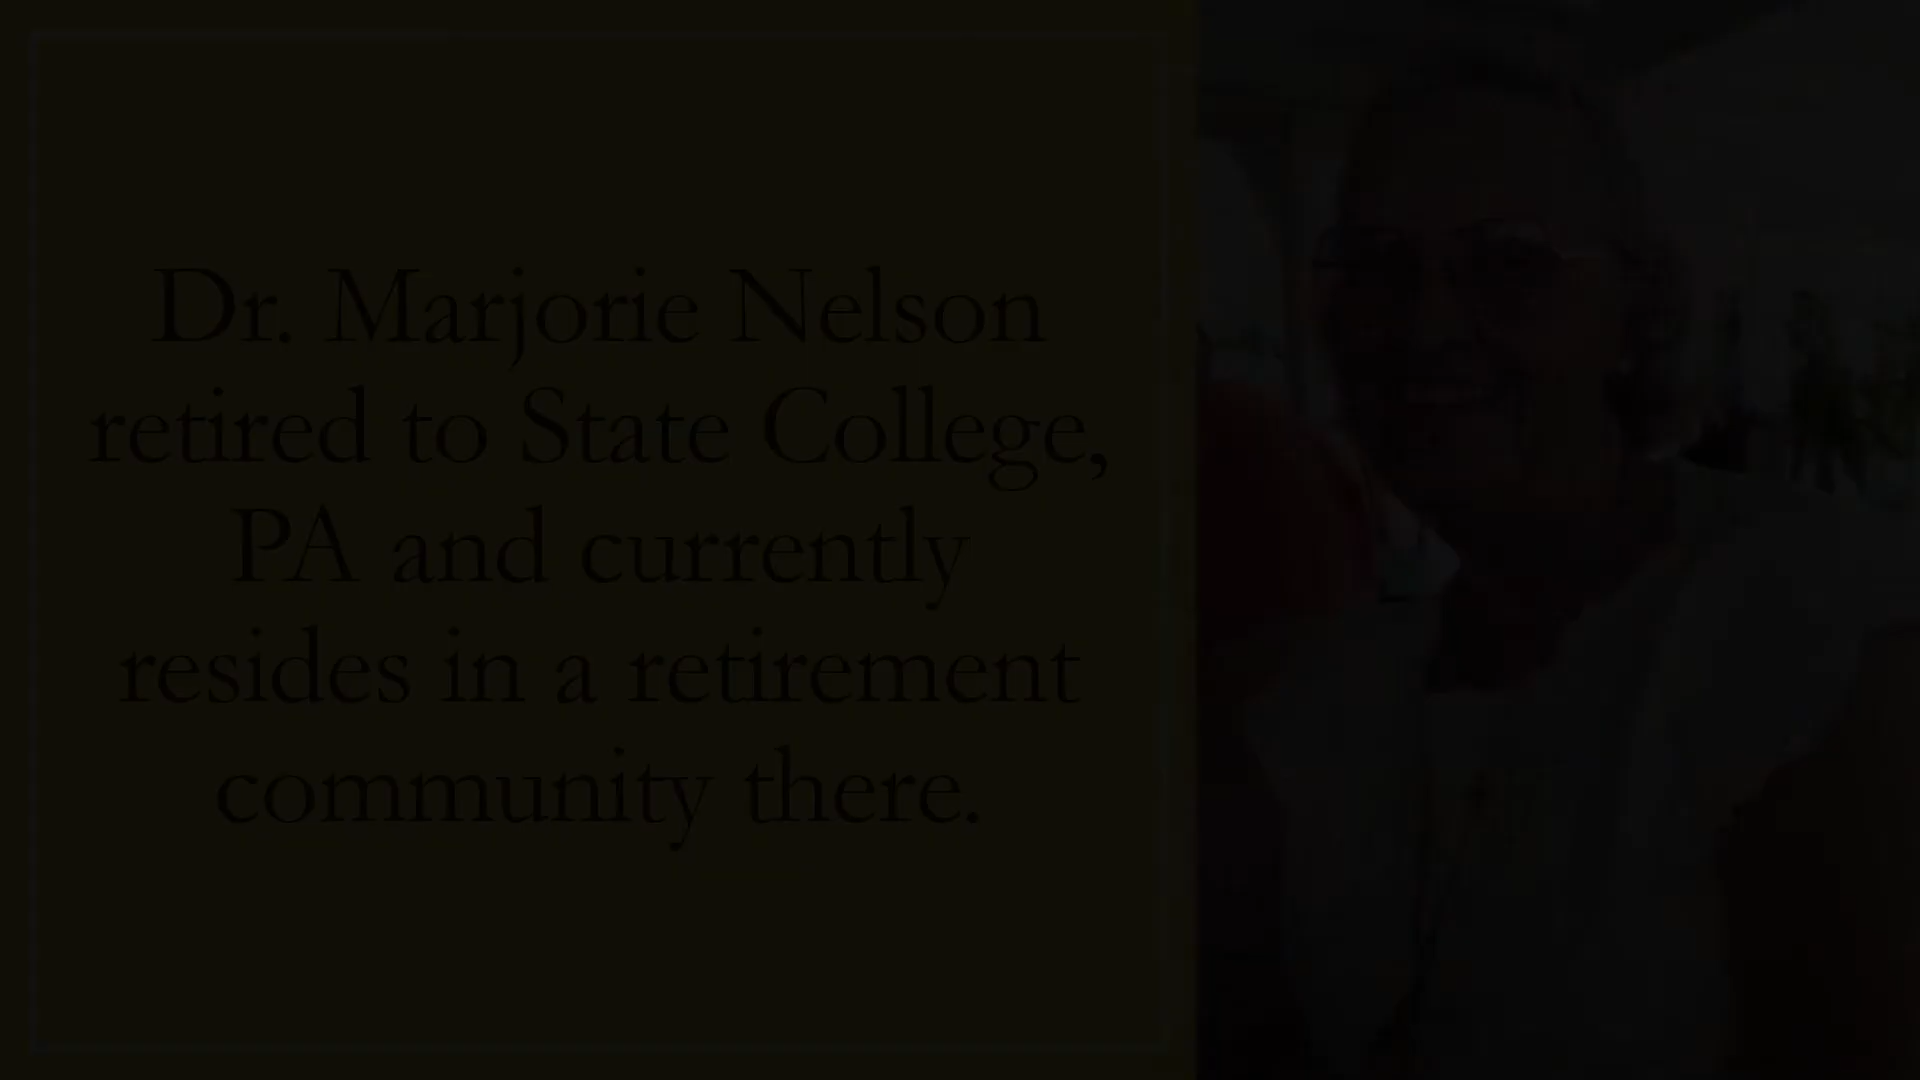 Dr. Marjorie Nelson
retired to State College,
PA and currently
resides in a retirement
community there.